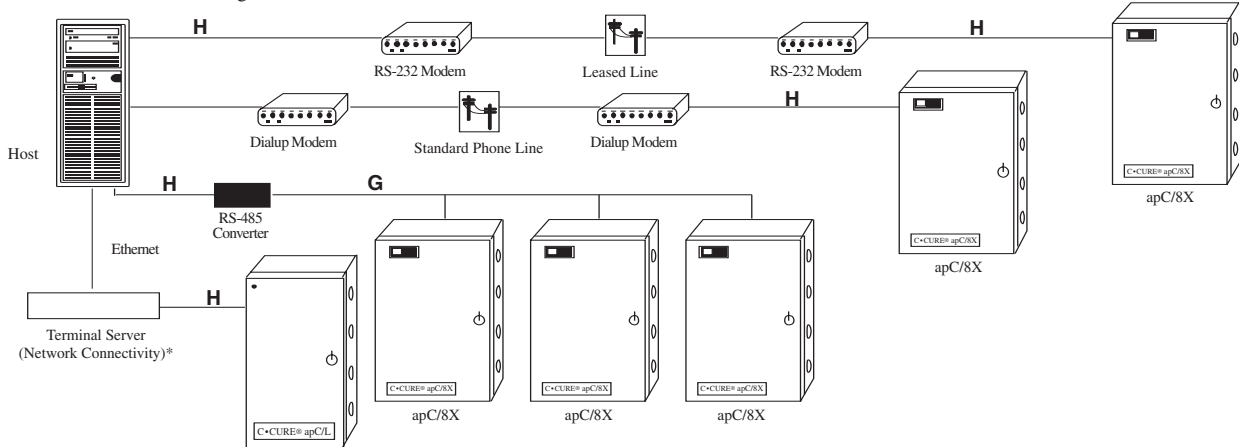 H
H
RS-232 Modem
Leased Line
RS-232 Modem
C•CURE® apC/8X
apC/8X
H
Dialup Modem
Standard Phone Line
Dialup Modem
C•CURE® apC/8X
apC/8X
Host
H
G
RS-485
Converter
Ethernet
H
Terminal Server
(Network Connectivity)*
C•CURE® apC/8X
C•CURE® apC/8X
C•CURE® apC/8X
apC/8X
apC/8X
apC/8X
C•CURE® apC/L